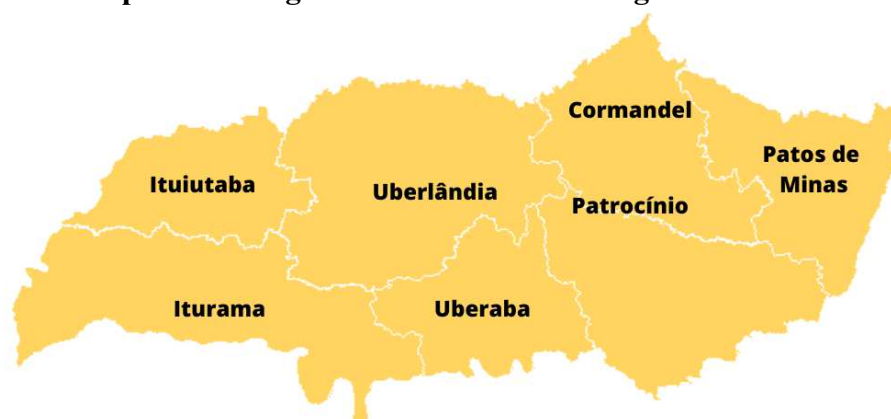 Cormandel
Patos de
Minas
Ituiutaba
Uberlândia
Patrocínio
Iturama
Uberaba